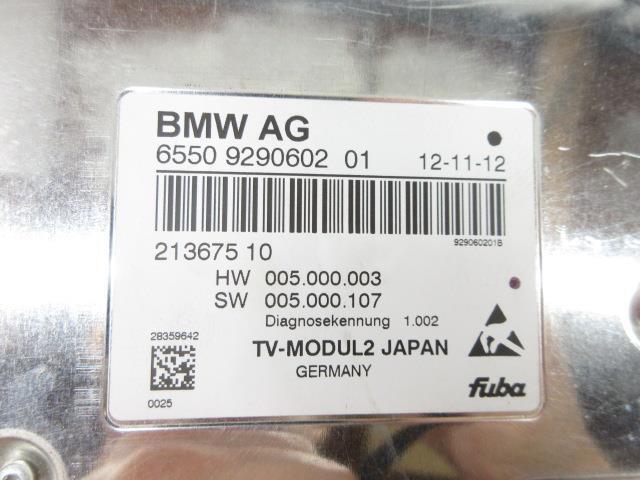 BMW AG
6550 9290602 01 12-11-12
929060201B
213675 10
HW 005.000.003
SW 005.000.107
Diagnosekennung 1.002
28359642
TV-MODUL2 JAPAN
GERMANY
0025
fuba